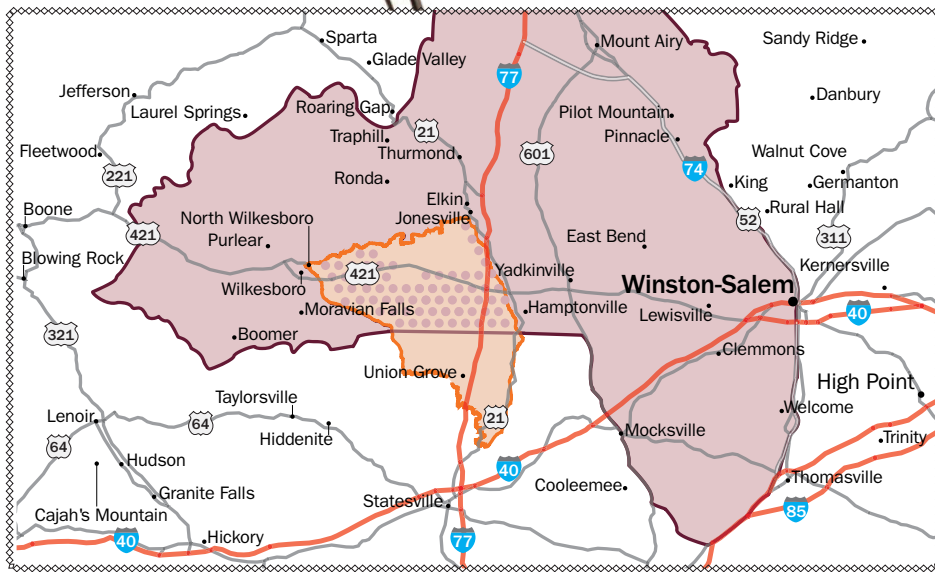 Sparta
Mount Airy
Sandy Ridge
Glade Valley
77
Jefferson
Laurel Springs
Roaring Gap
Danbury
Pilot Mountain
21
Traphill
Pinnacle
Fleetwood
Thurmond
601
Walnut Cove
74
221
Ronda
King
Germanton
Elkin
Boone
North Wilkesboro
Jonesville
52
Rural Hall
421
Purlear
East Bend
311
Blowing Rock
421
Yadkinville
Kernersville
Wilkesboro
Winston-Salem
Moravian Falls
Hamptonville
Lewisville
40
321
Boomer
Clemmons
Union Grove
High Point
Taylorsville
Lenoir
64
21
Welcome
64
Hiddenite
Mocksville
Trinity
Hudson
40
Granite Falls
Statesville
Cooleemee
Thomasville
Cajah's Mountain
85
40
Hickory
77